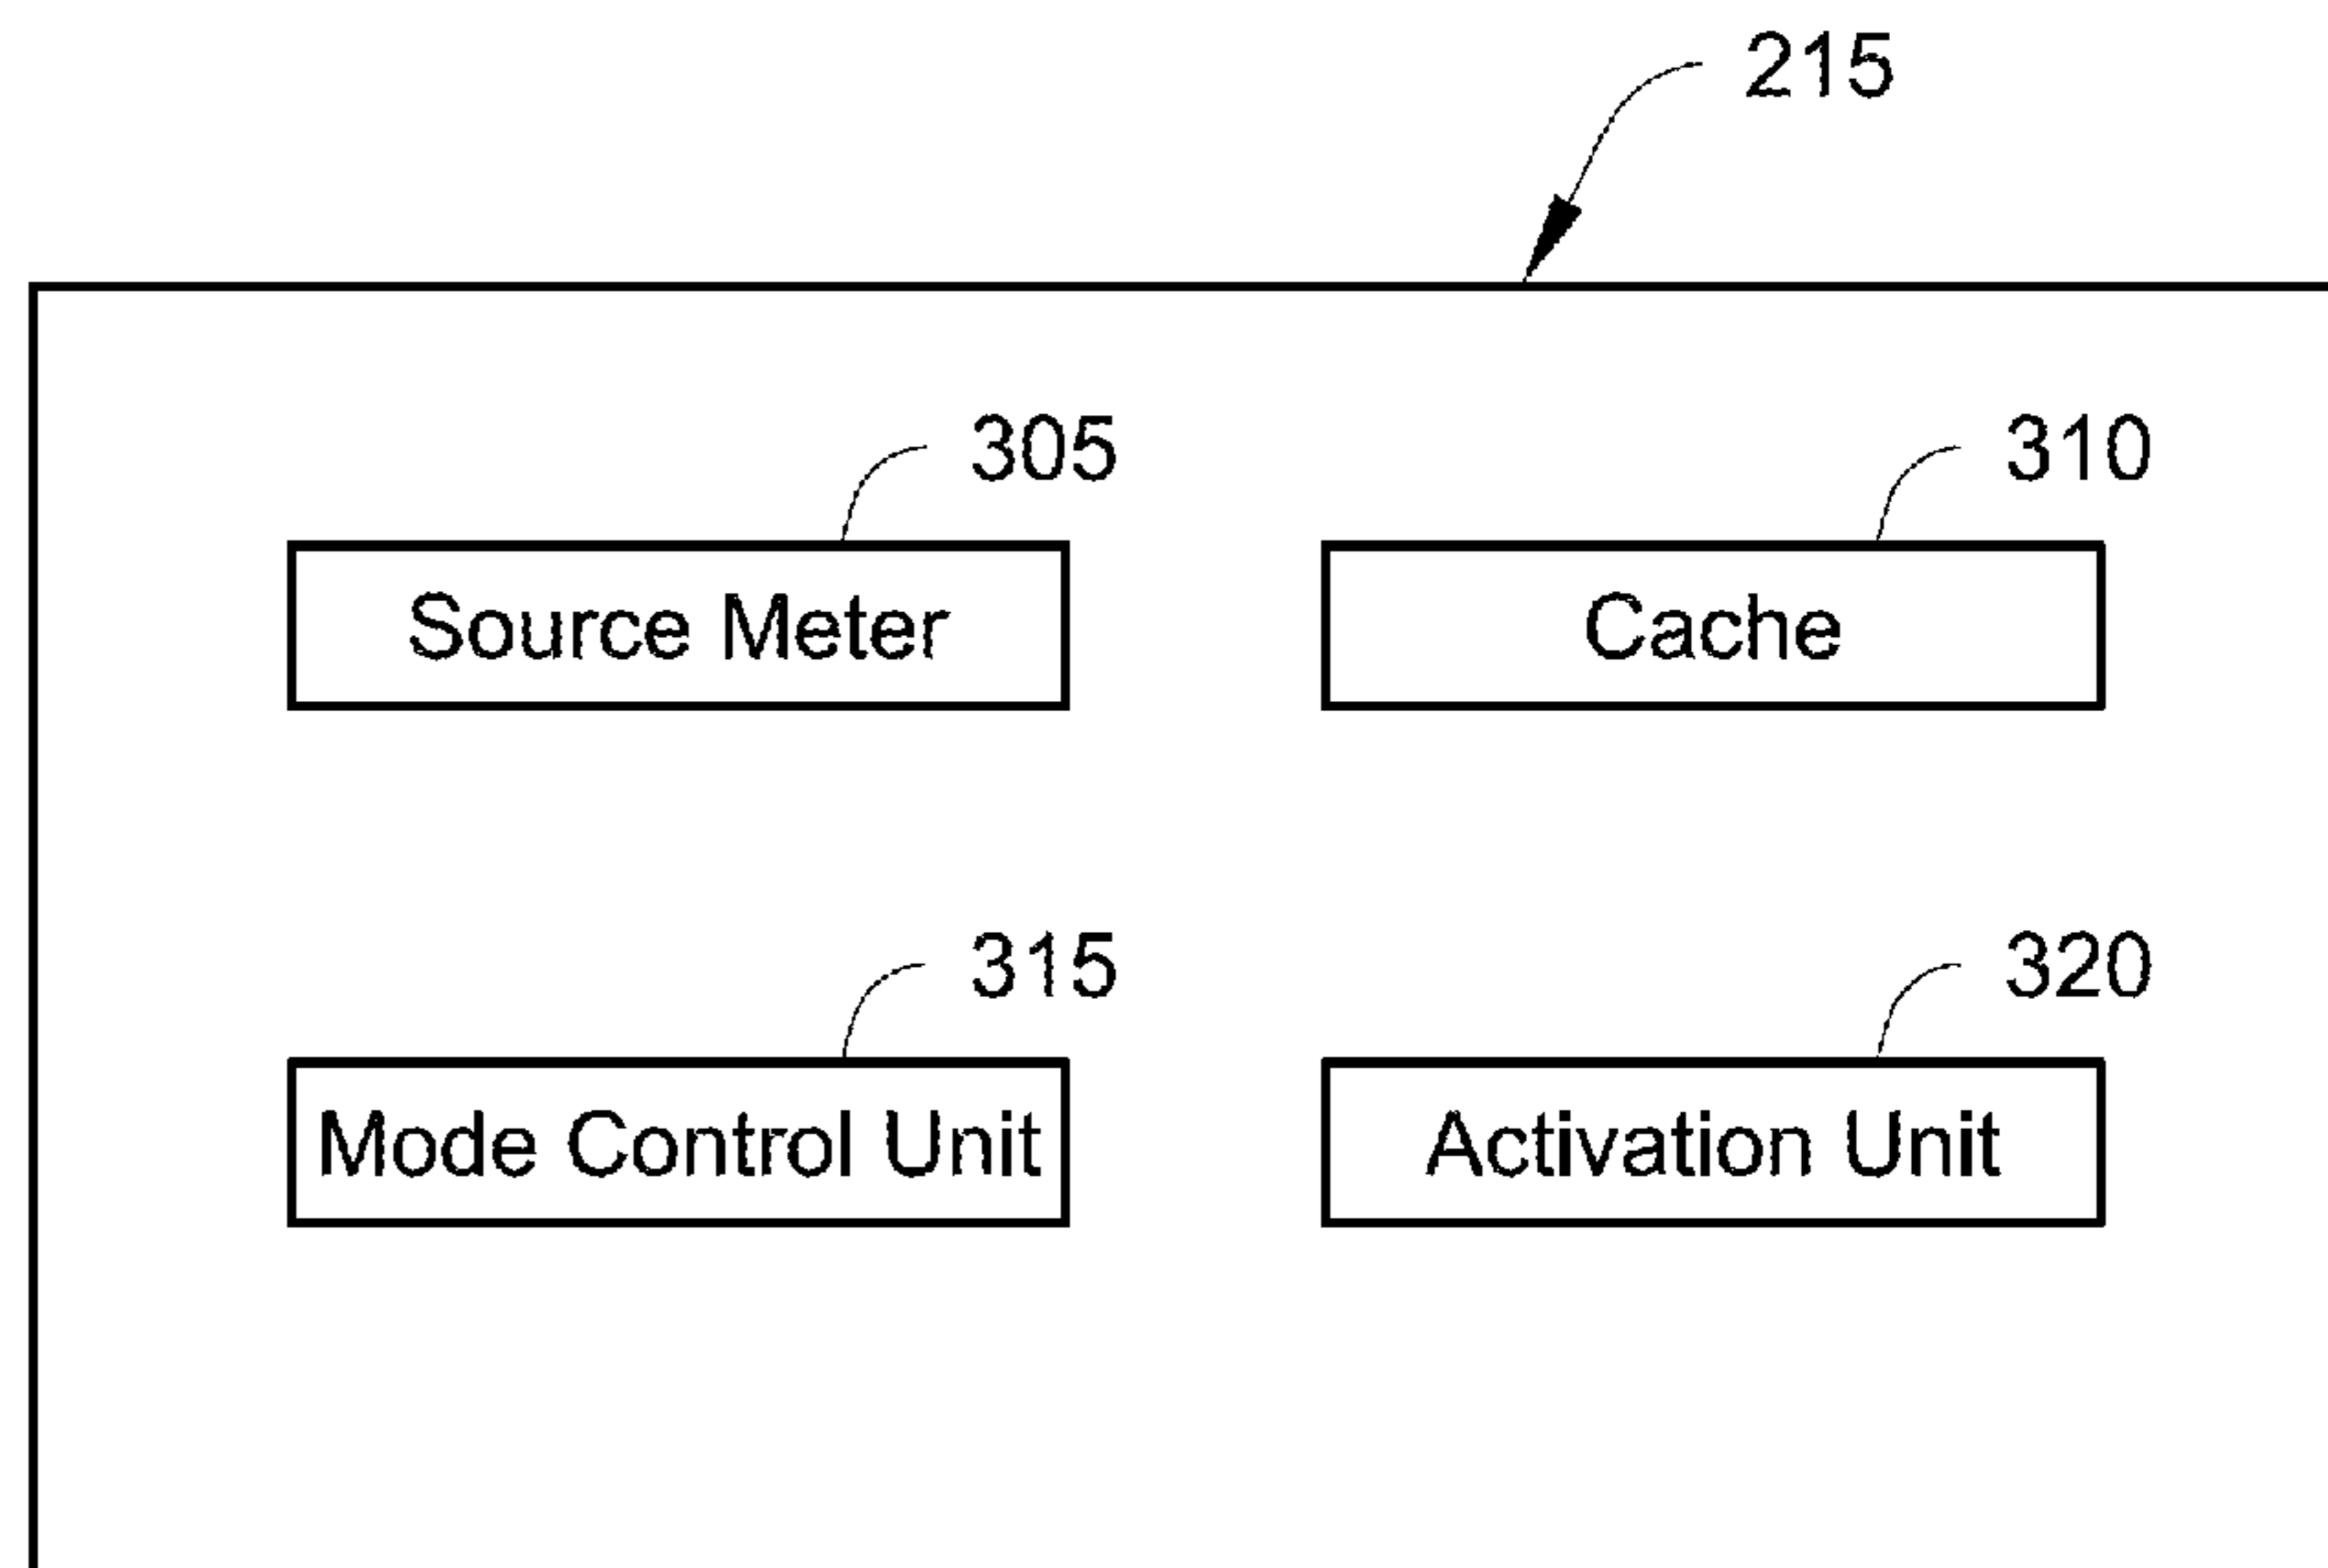 215
305
310
Source Meter
Cache
315
320
Mode Control Unit
Activation Unit